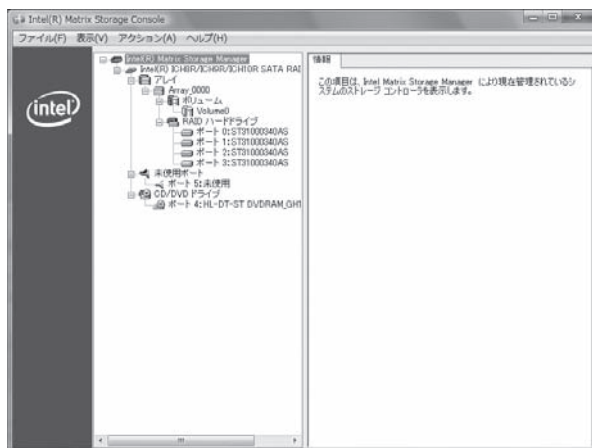 Intel(R) Matrix Storage Console
ファイル(F) 表示(V) アクション(A) ヘルプ(H)
Intel(R) Matrix Storage Manager
Intel(R) ICH8R/ICH9R/ICH10R SATA RAI
アレイ
Array_0000
ボリューム
Volume0
RAID ハードドライブ
ポート 0:ST31000340AS
ポート 1:ST31000340AS
ポート 2:ST31000340AS
ポート 3:ST31000340AS
未使用ポート
ポート 5:未使用
CD/DVD ドライブ
ポート 4:HL-DT-ST DVDRAM_GH1
intel
情報
この項目は、Intel Matrix Storage Manager により現在管理されているシ
ステムのストレージ コントローラを表示します。